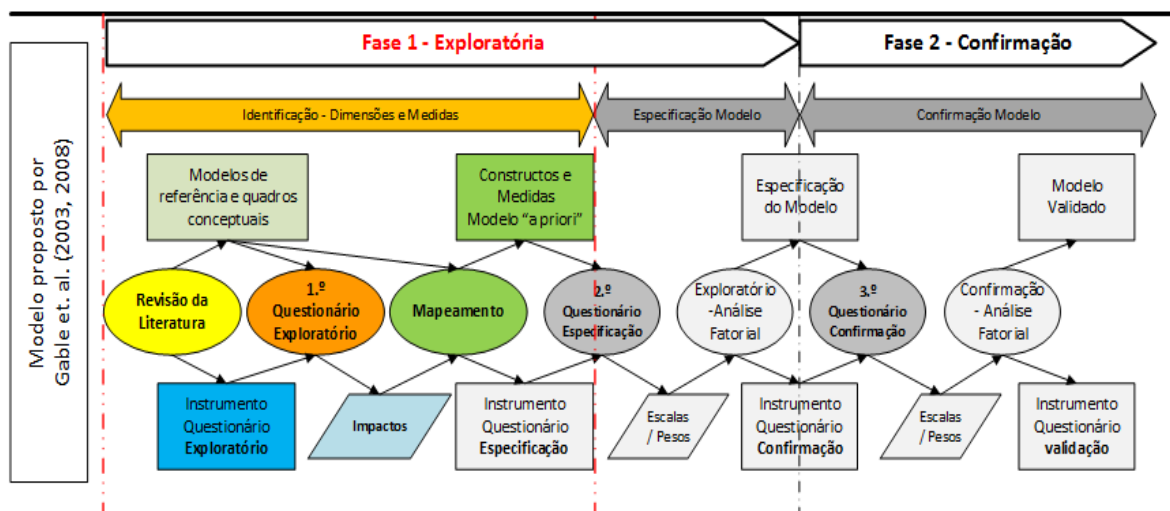 Fase 1 - Exploratória
Fase 2 - Confirmação
Modelo proposto por
Gable et. al. (2003, 2008)
Identificação - Dimensões e Medidas
Especificação Modelo
Confirmação Modelo
Modelos de
referência e quadros
conceptuais
Constructos e
Medidas
Modelo “a priori”
Especificação
do Modelo
Modelo
Validado
Revisão da
Literatura
1.º
Questionário
Exploratório
Mapeamento
2.º
Questionário
Especificação
Exploratório
-Análise
Fatorial
3.º
Questionário
Confirmação
Confirmação
- Análise
Fatorial
Instrumento
Questionário
Exploratório
Impactos
Instrumento
Questionário
Especificação
Escalas
/ Pesos
Instrumento
Questionário
Confirmação
Escalas
/ Pesos
Instrumento
Questionário
validação